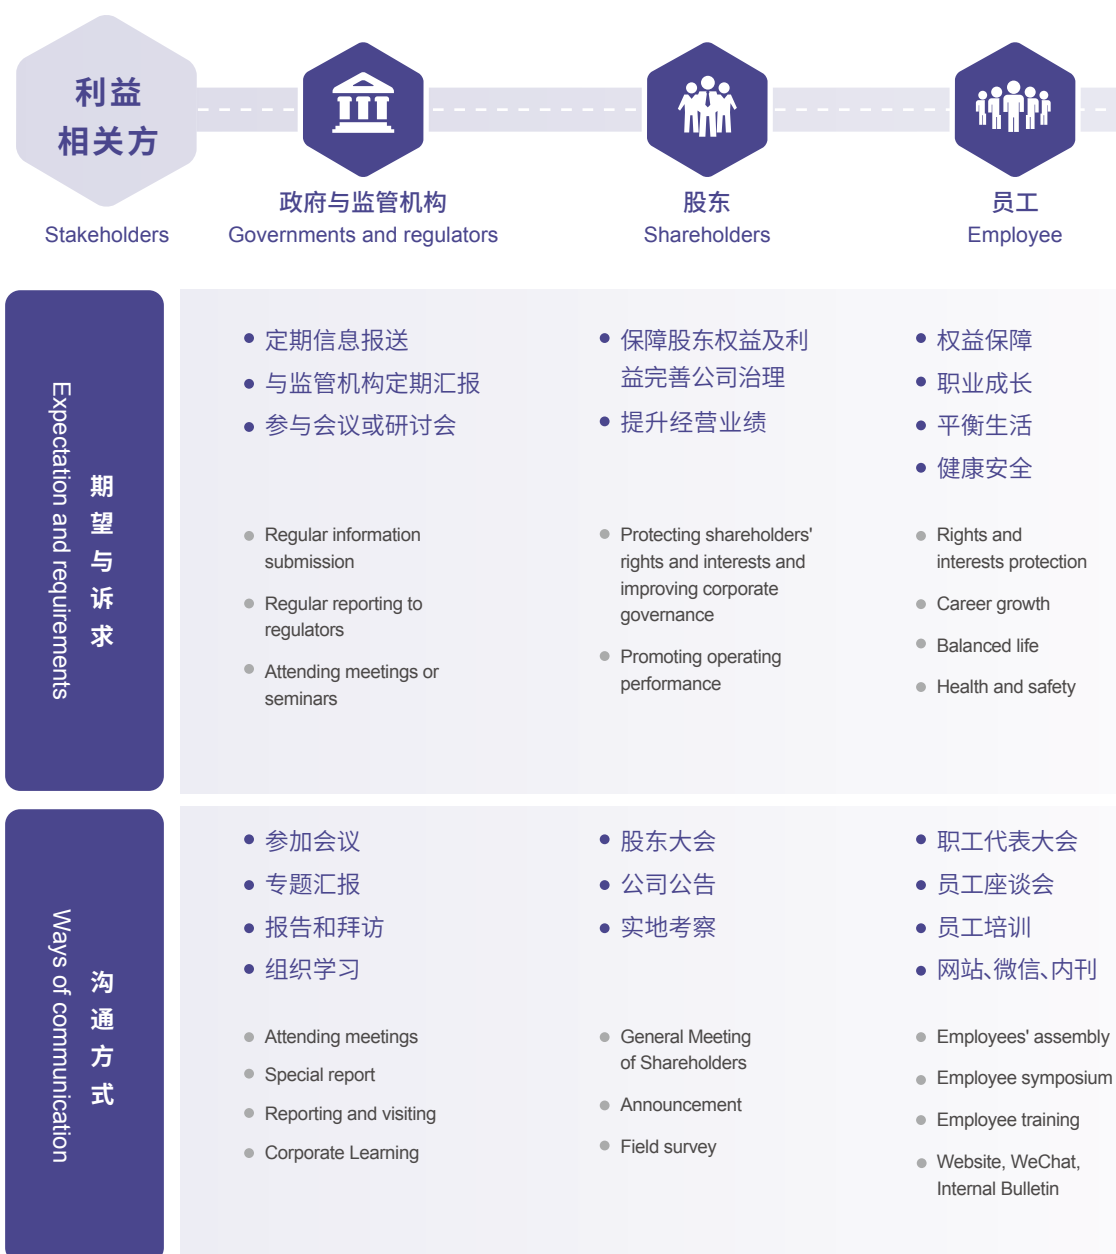 利益
相关方
Stakeholders
政府与监管机构
Governments and regulators
股东
Shareholders
员工
Employee
期望与诉求
Expectation and requirements
定期信息报送
与监管机构定期汇报
参与会议或研讨会
Regular information
submission
Regular reporting to
regulators
Attending meetings or
seminars
保障股东权益及利
益完善公司治理
提升经营业绩
Protecting shareholders'
rights and interests and
improving corporate
governance
Promoting operating
performance
权益保障
职业成长
平衡生活
健康安全
Rights and
interests protection
Career growth
Balanced life
Health and safety
沟通方式
Ways of communication
参加会议
专题汇报
报告和拜访
组织学习
Attending meetings
Special report
Reporting and visiting
Corporate Learning
股东大会
公司公告
实地考察
General Meeting
of Shareholders
Announcement
Field survey
职工代表大会
员工座谈会
员工培训
网站、微信、内刊
Employees' assembly
Employee symposium
Employee training
Website, WeChat,
Internal Bulletin